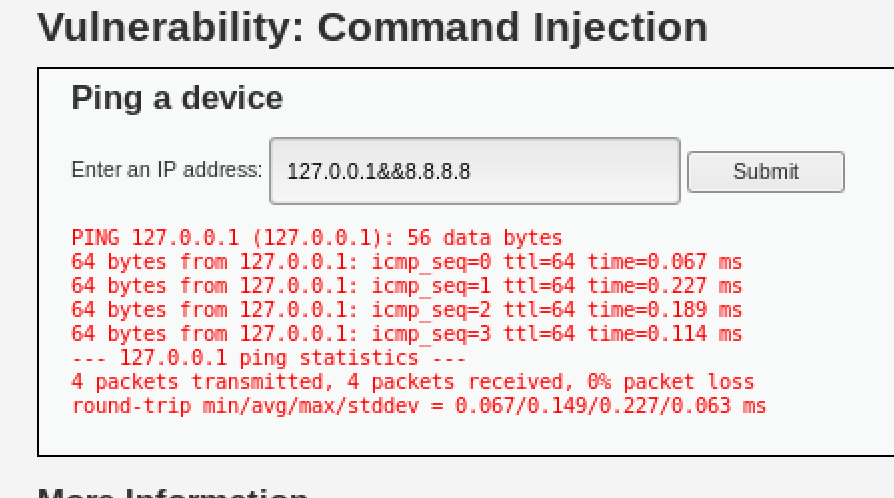 Vulnerability: Command Injection
Ping a device
Enter an IP address: 127.0.0.1&&8.8.8.8 Submit
PING 127.0.0.1 (127.0.0.1): 56 data bytes
64 bytes from 127.0.0.1: icmp_seq=0 ttl=64 time=0.067 ms
64 bytes from 127.0.0.1: icmp_seq=1 ttl=64 time=0.227 ms
64 bytes from 127.0.0.1: icmp_seq=2 ttl=64 time=0.189 ms
64 bytes from 127.0.0.1: icmp_seq=3 ttl=64 time=0.114 ms
--- 127.0.0.1 ping statistics ---
4 packets transmitted, 4 packets received, 0% packet loss
round-trip min/avg/max/stddev = 0.067/0.149/0.227/0.063 ms
More Information